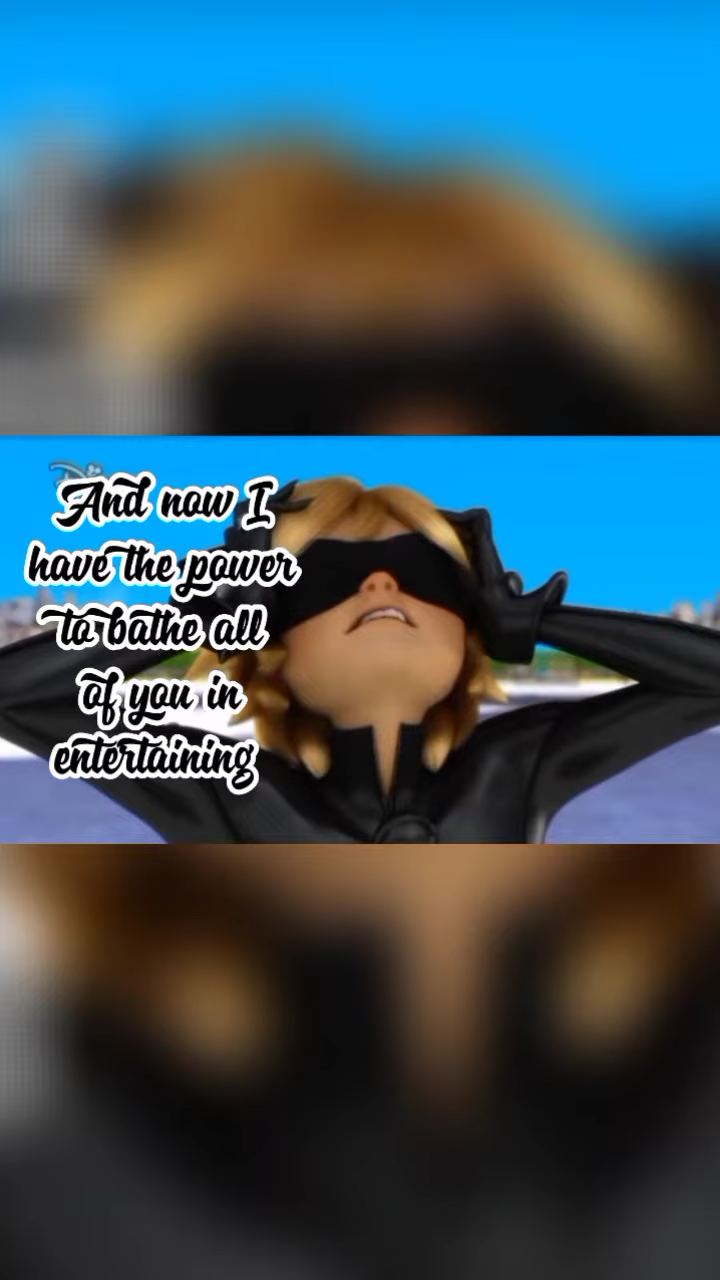 And now I
have the power
to bathe all
of you in
entertaining